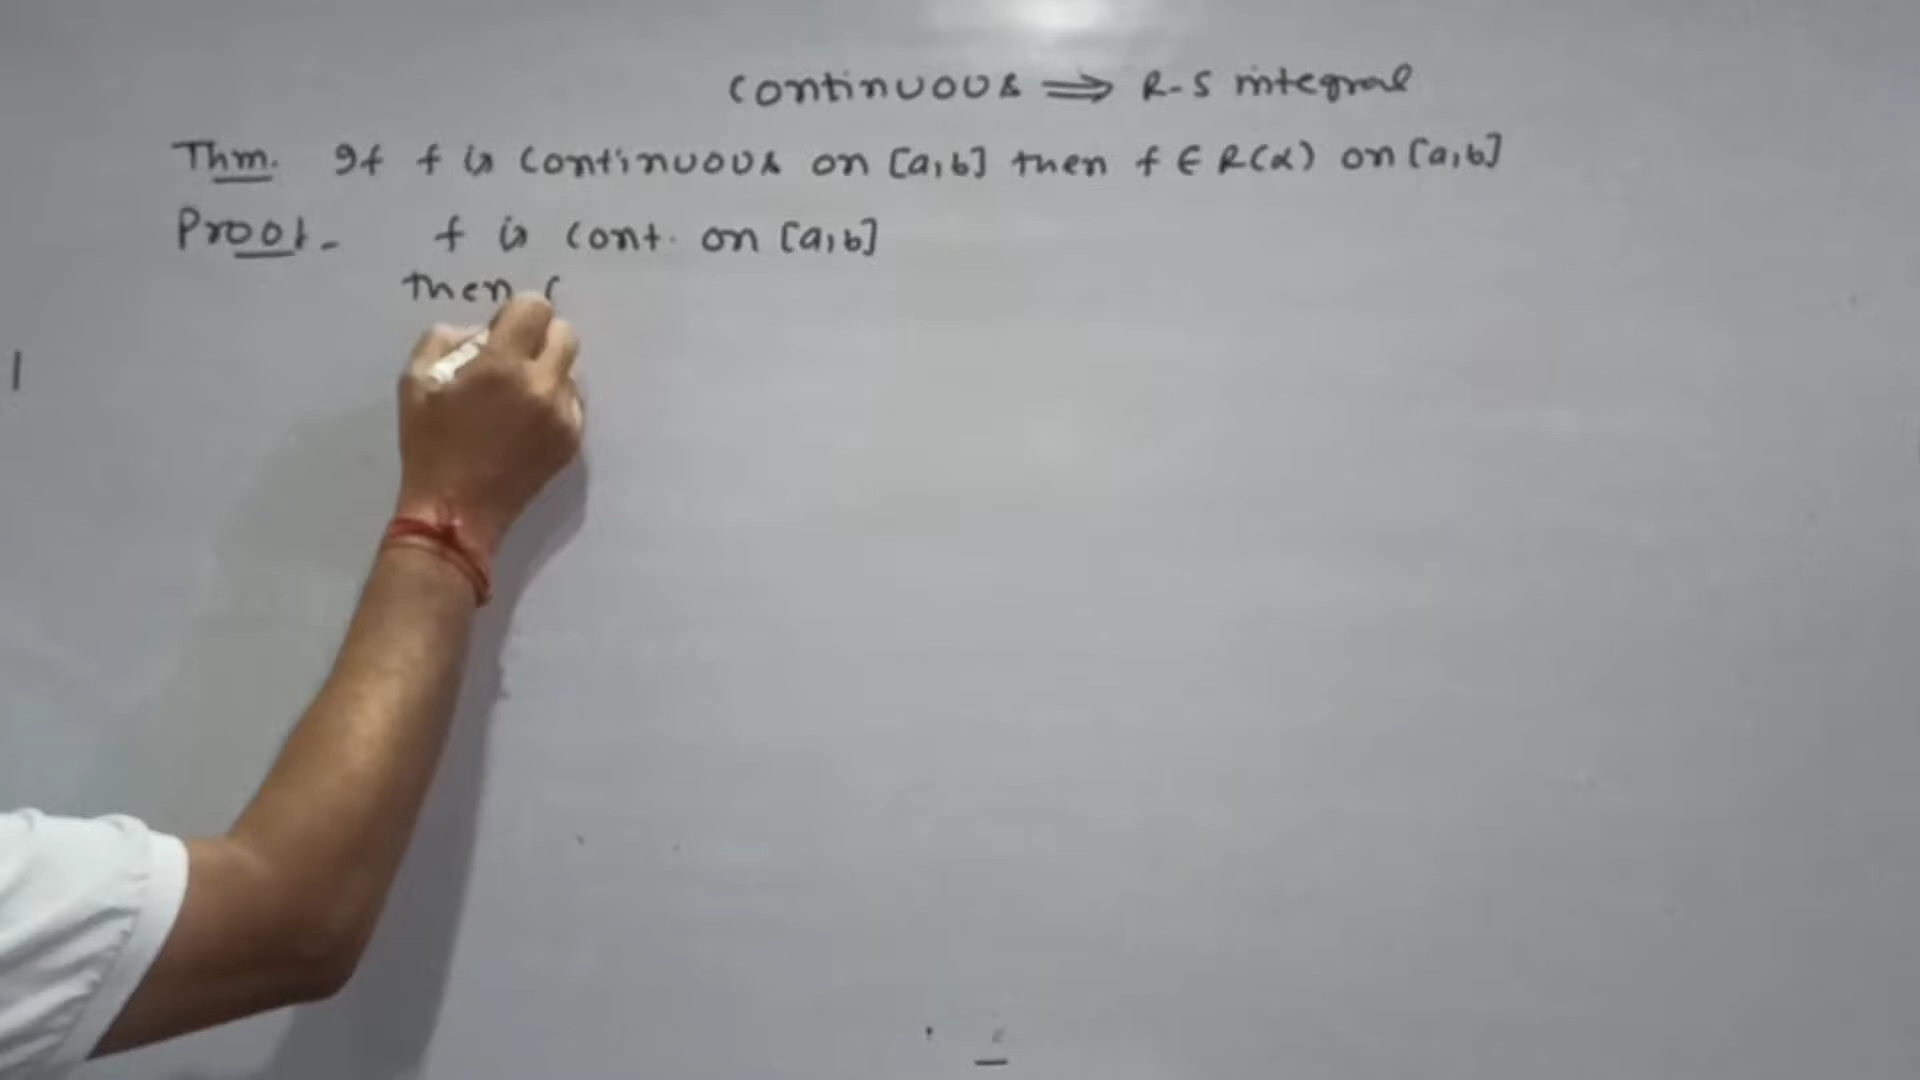 continuous ⟹ R-S integral
Thm. If f is continuous on [a,b] then f ∈ R(α) on [a,b]
Proof - f is cont. on [a,b]
then